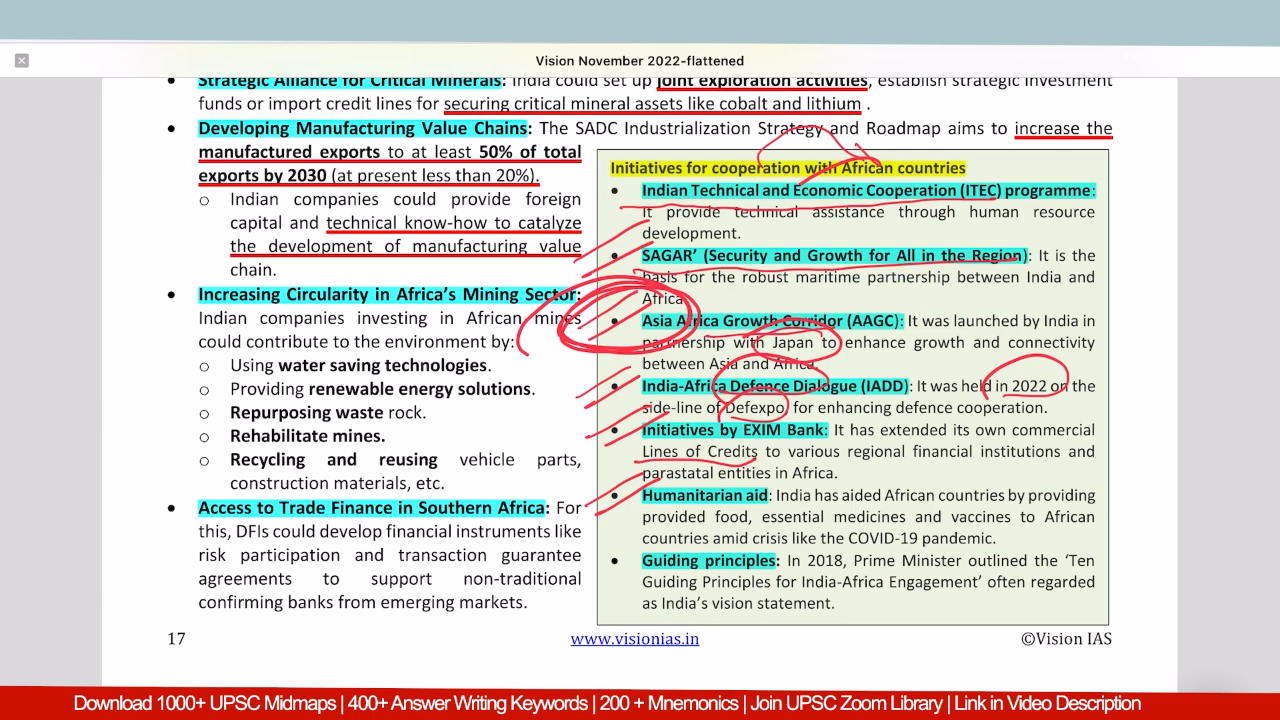 Vision November 2022-flattened
Strategic Alliance for Critical Minerals: India could set up joint exploration activities, establish strategic investment
funds or import credit lines for securing critical mineral assets like cobalt and lithium .
• Developing Manufacturing Value Chains: The SADC Industrialization Strategy and Roadmap aims to increase the
manufactured exports to at least 50% of total
exports by 2030 (at present less than 20%).
o Indian companies could provide foreign
capital and technical know-how to catalyze
the development of manufacturing value
chain.
• Increasing Circularity in Africa's Mining Sector:
Indian companies investing in African mines
could contribute to the environment by:
o Using water saving technologies.
o Providing renewable energy solutions.
o Repurposing waste rock.
o Rehabilitate mines.
o Recycling and reusing vehicle parts,
construction materials, etc.
• Access to Trade Finance in Southern Africa: For
this, DFIs could develop financial instruments like
risk participation and transaction guarantee
agreements to support non-traditional
confirming banks from emerging markets.
Initiatives for cooperation with African countries
• Indian Technical and Economic Cooperation (ITEC) programme:
It provide technical assistance through human resource
development.
• SAGAR' (Security and Growth for All in the Region): It is the
basis for the robust maritime partnership between India and
Africa
• Asia Africa Growth Corridor (AAGC): It was launched by India in
partnership with Japan to enhance growth and connectivity
between Asia and Africa.
• India-Africa Defence Dialogue (IADD): It was held in 2022 on the
side-line of Defexpo for enhancing defence cooperation.
• Initiatives by EXIM Bank: It has extended its own commercial
Lines of Credits to various regional financial institutions and
parastatal entities in Africa.
• Humanitarian aid: India has aided African countries by providing
provided food, essential medicines and vaccines to African
countries amid crisis like the COVID-19 pandemic.
• Guiding principles: In 2018, Prime Minister outlined the 'Ten
Guiding Principles for India-Africa Engagement' often regarded
as India's vision statement.
17 www.visionias.in ©Vision IAS
Download 1000+ UPSC Midmaps | 400+ Answer Writing Keywords | 200 + Mnemonics | Join UPSC Zoom Library | Link in Video Description